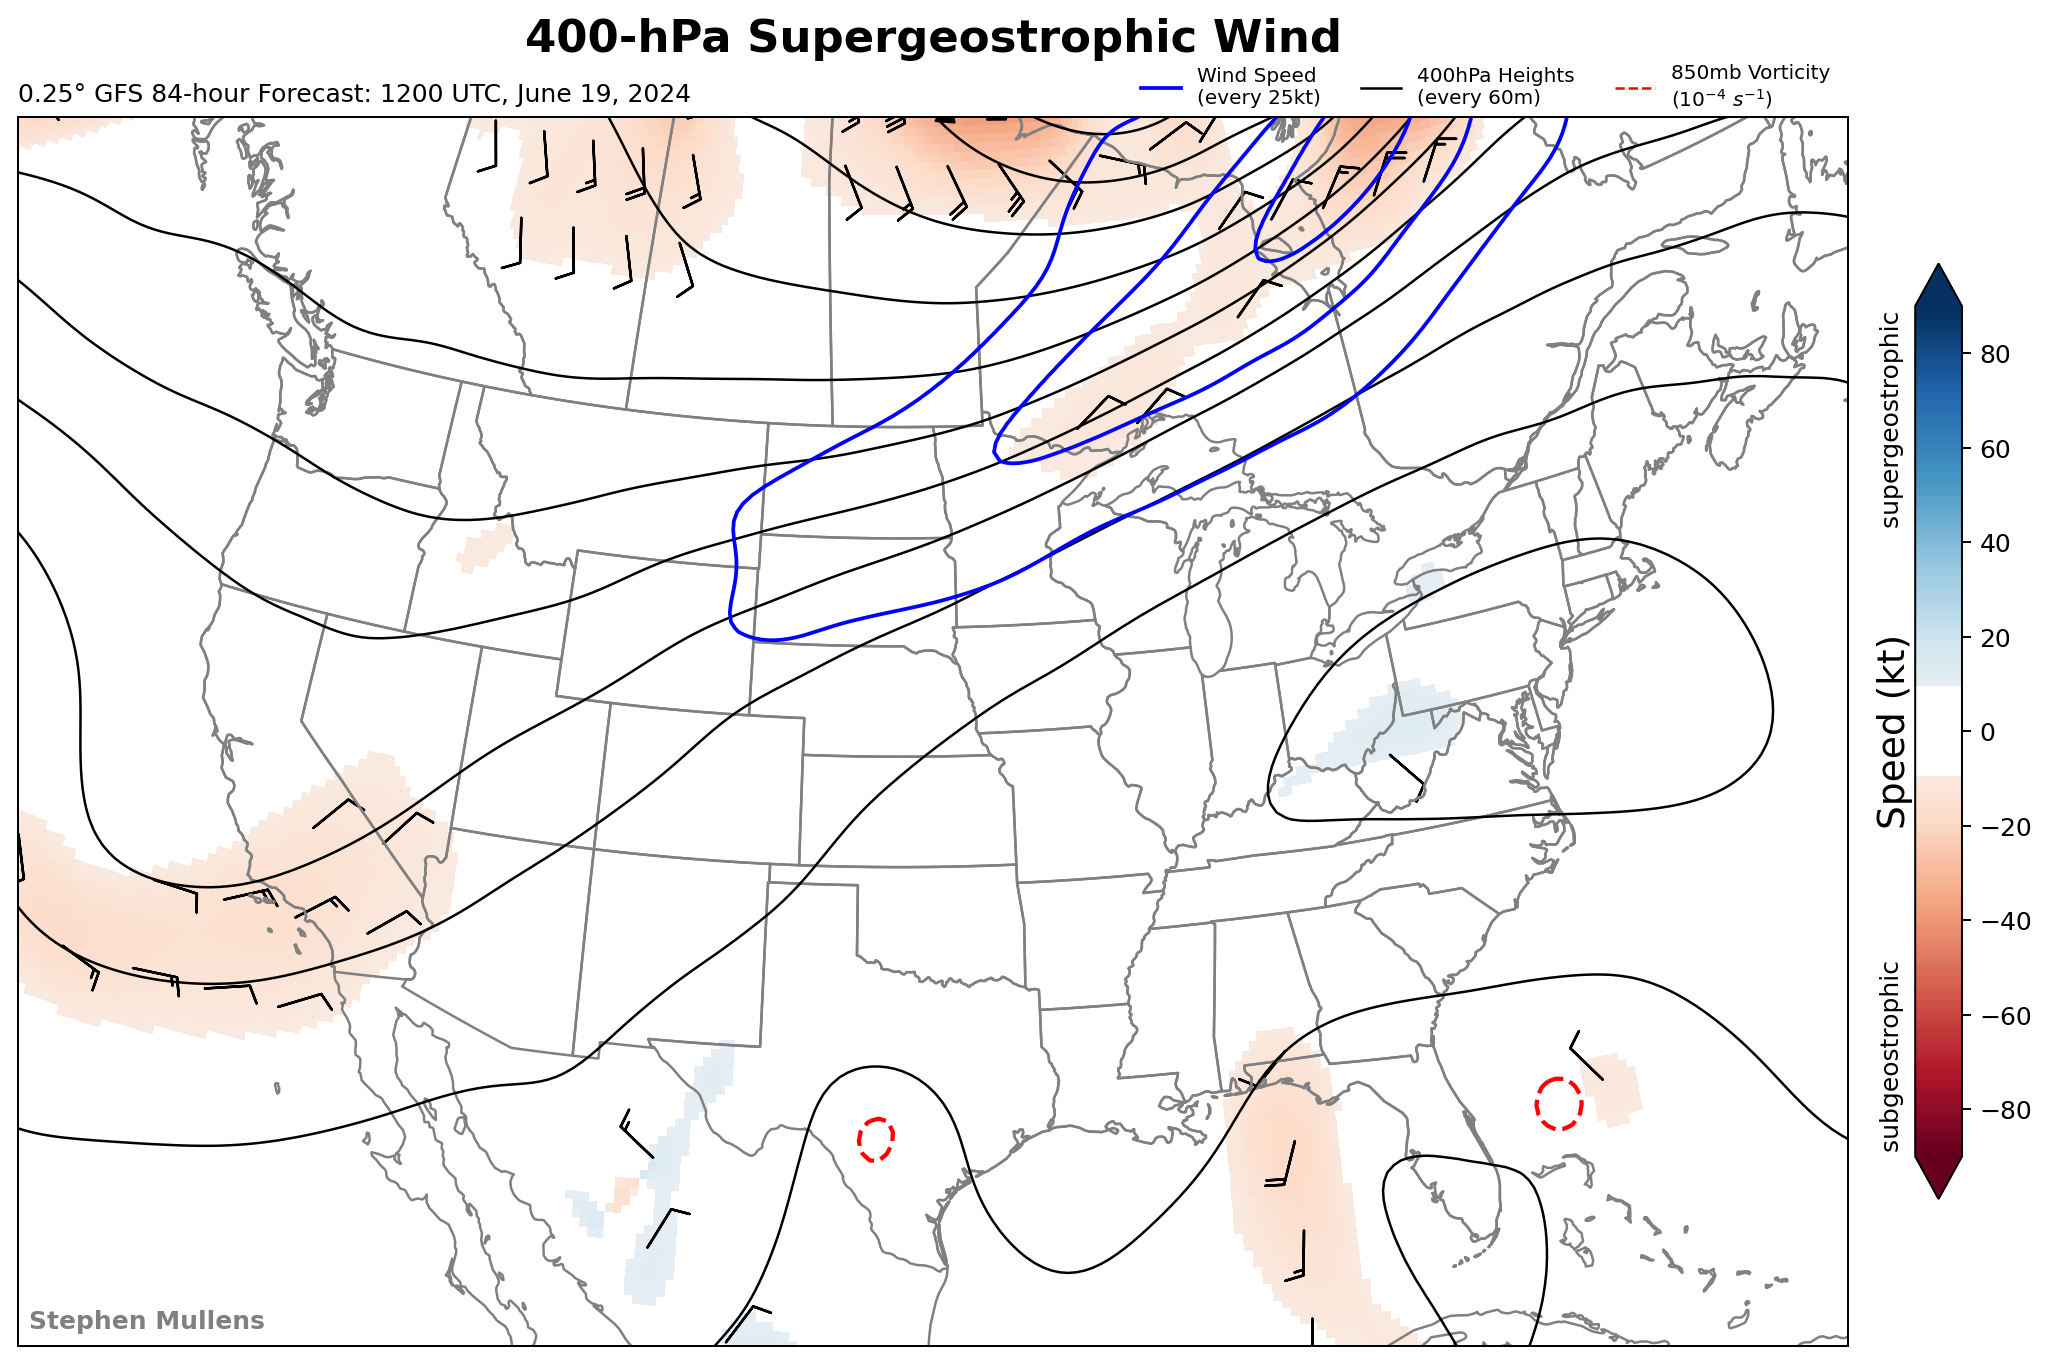 400-hPa Supergeostrophic Wind
0.25° GFS 84-hour Forecast: 1200 UTC, June 19, 2024
Wind Speed
(every 25kt)
400hPa Heights
(every 60m)
850mb Vorticity
(10⁻⁴ s⁻¹)
supergeostrophic
Speed (kt)
subgeostrophic
80
60
40
20
0
−20
−40
−60
−80
Stephen Mullens